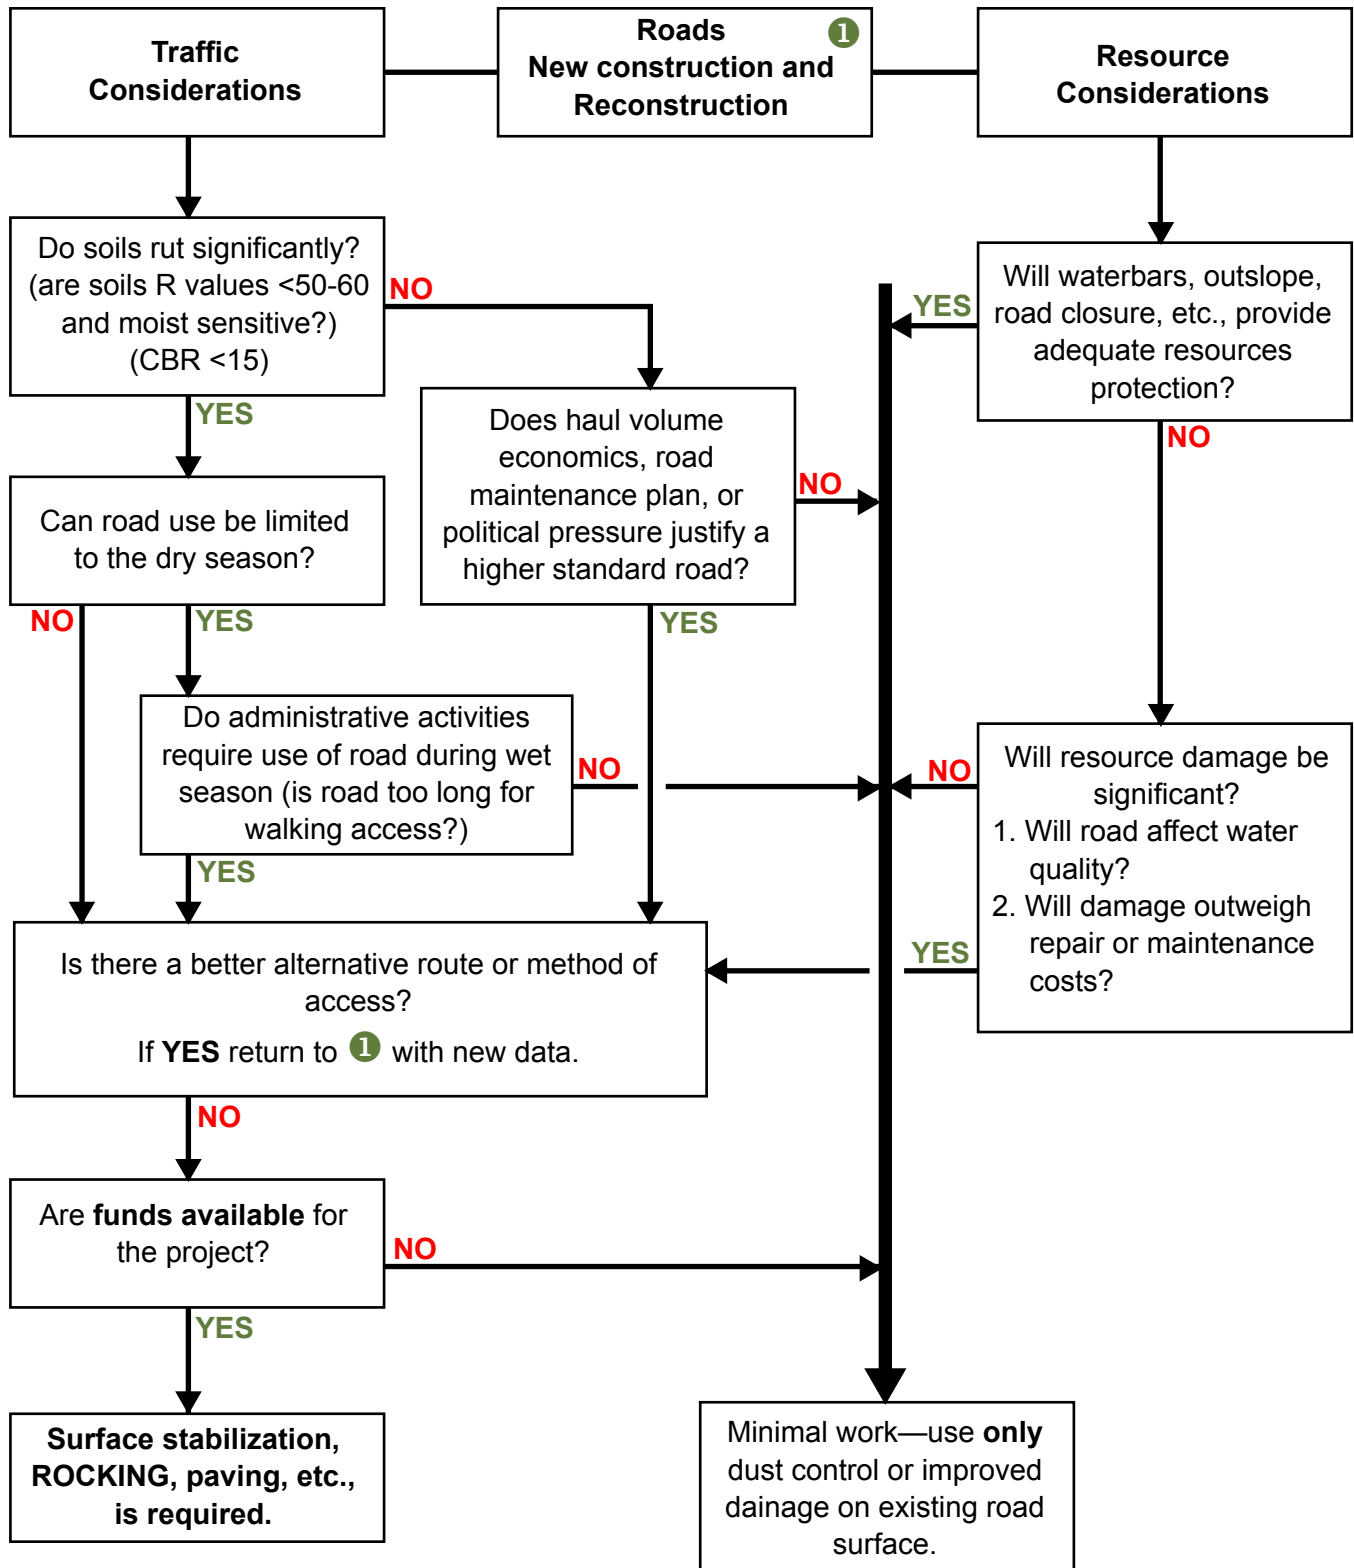 Traffic
Considerations
Roads
New construction and
Reconstruction
❶
Resource
Considerations
Do soils rut significantly?
(are soils R values <50-60
and moist sensitive?)
(CBR <15)
NO
YES
Will waterbars, outslope,
road closure, etc., provide
adequate resources
protection?
YES
NO
Does haul volume
economics, road
maintenance plan, or
political pressure justify a
higher standard road?
NO
YES
Can road use be limited
to the dry season?
NO
YES
Do administrative activities
require use of road during wet
season (is road too long for
walking access?)
NO
YES
Will resource damage be
significant?
1. Will road affect water
quality?
2. Will damage outweigh
repair or maintenance
costs?
NO
YES
Is there a better alternative route or method of
access?
If YES return to ❶ with new data.
NO
Are funds available for
the project?
NO
YES
Surface stabilization,
ROCKING, paving, etc.,
is required.
Minimal work—use only
dust control or improved
dainage on existing road
surface.